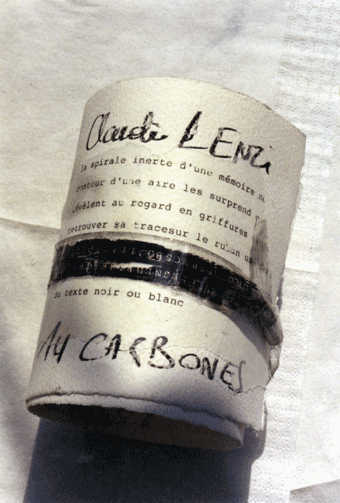 Claude LENZI
la spirale inerte d'une mémoire
contour d'une aire les surprend
révèlent au regard en griffures
retrouver sa tracesur le ruban
du texte noir ou blanc
AU CARBONES